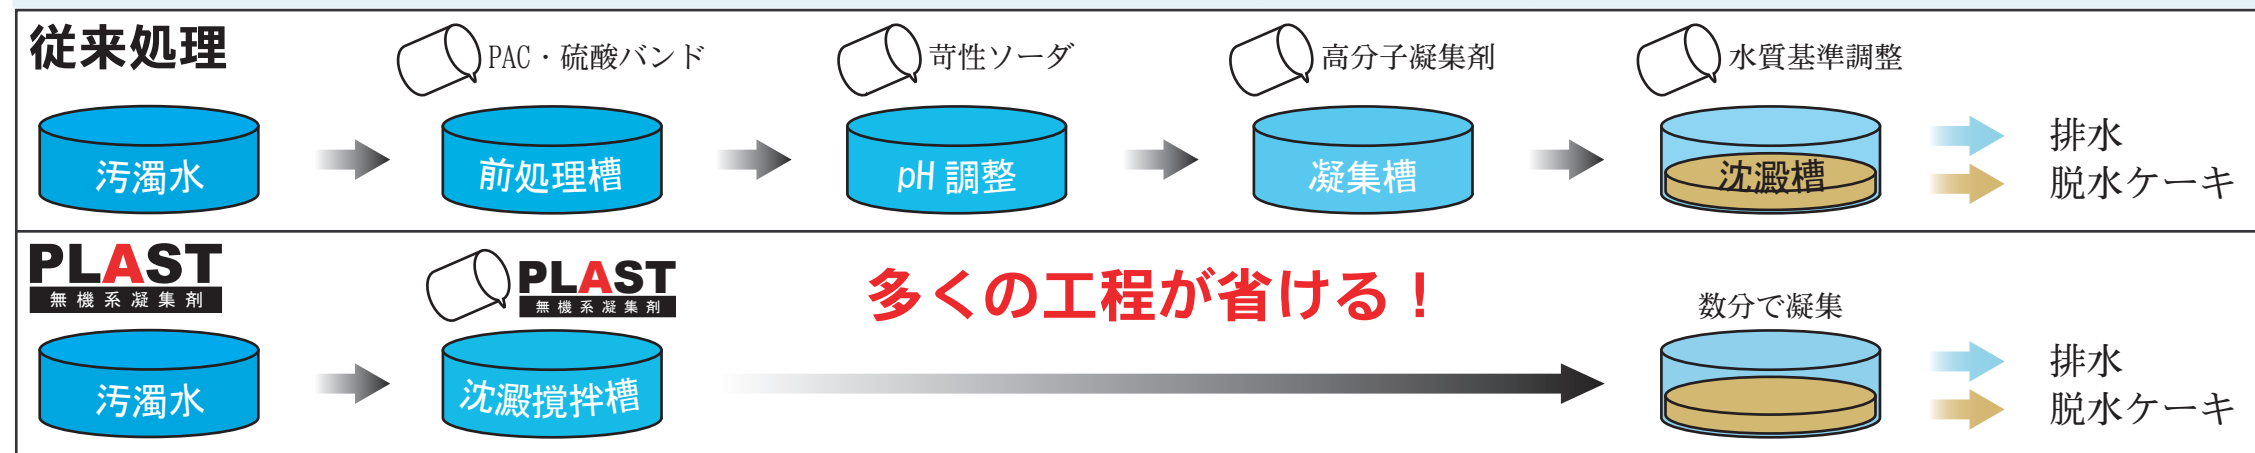 従来処理
PAC・硫酸バンド
苛性ソーダ
高分子凝集剤
水質基準調整
汚濁水
前処理槽
pH調整
凝集槽
沈澱槽
排水
脱水ケーキ
PLAST
無機系凝集剤
PLAST
無機系凝集剤
多くの工程が省ける！
数分で凝集
汚濁水
沈澱撹拌槽
排水
脱水ケーキ